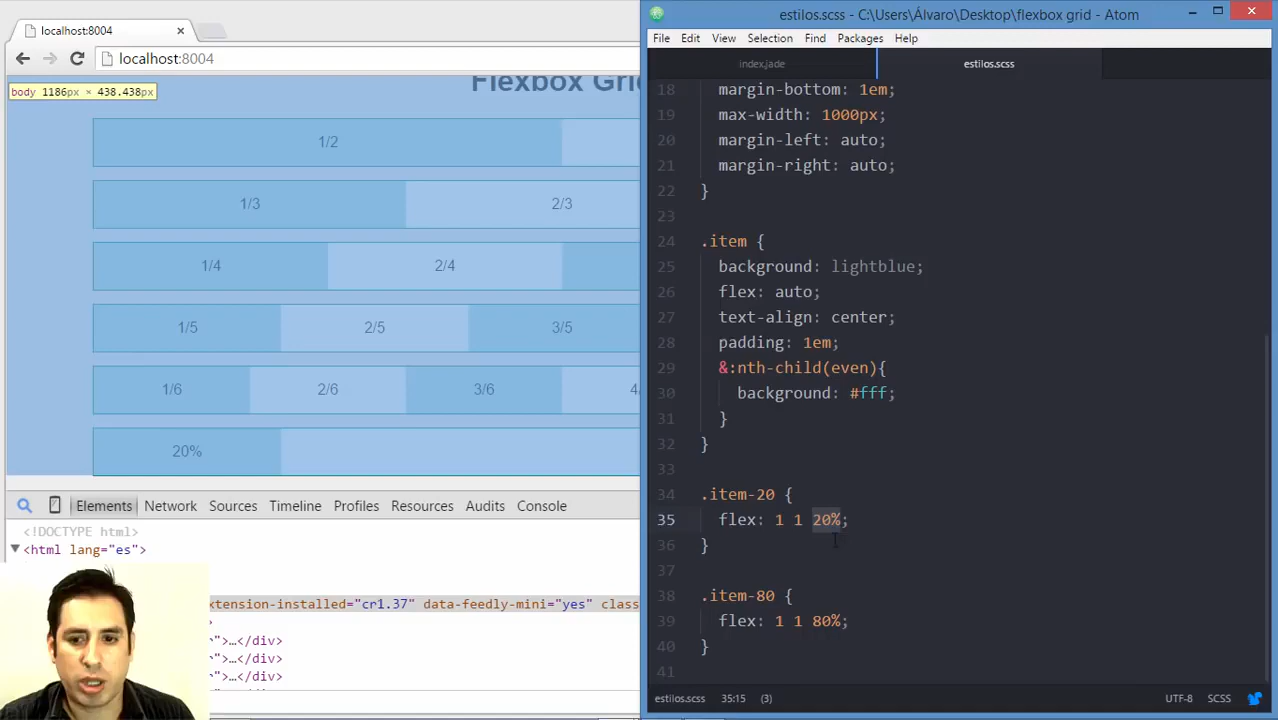 localhost:8004
estilos.scss - C:\Users\Álvaro\Desktop\flexbox grid - Atom
File Edit View Selection Find Packages Help
localhost:8004
index.jade
estilos.scss
Flexbox Gri
body 1186px × 438.438px
1/2
1/3 2/3
1/4 2/4
1/5 2/5 3/5
1/6 2/6 3/6
20%
18 margin-bottom: 1em;
19 max-width: 1000px;
20 margin-left: auto;
21 margin-right: auto;
22 }
23
24 .item {
25 background: lightblue;
26 flex: auto;
27 text-align: center;
28 padding: 1em;
29 &:nth-child(even){
30 background: #fff;
31 }
32 }
33
34 .item-20 {
35 flex: 1 1 20%;
36 }
37
38 .item-80 {
39 flex: 1 1 80%;
40 }
41
Elements Network Sources Timeline Profiles Resources Audits Console
<!DOCTYPE html>
<html lang="es">
xtension-installed="cr1.37" data-feedly-mini="yes" class
>
r">…</div>
r">…</div>
r">…</div>
estilos.scss 35:15 (3) UTF-8 SCSS